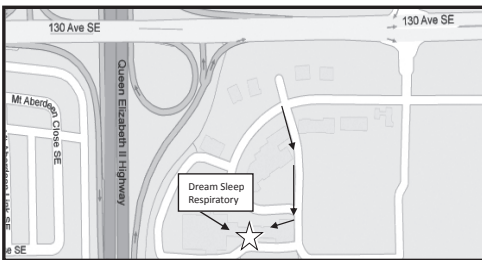 130 Ave SE
130 Ave SE
Queen Elizabeth II Highway
Mt Aberdeen Close SE
Dream Sleep
Respiratory
e SE